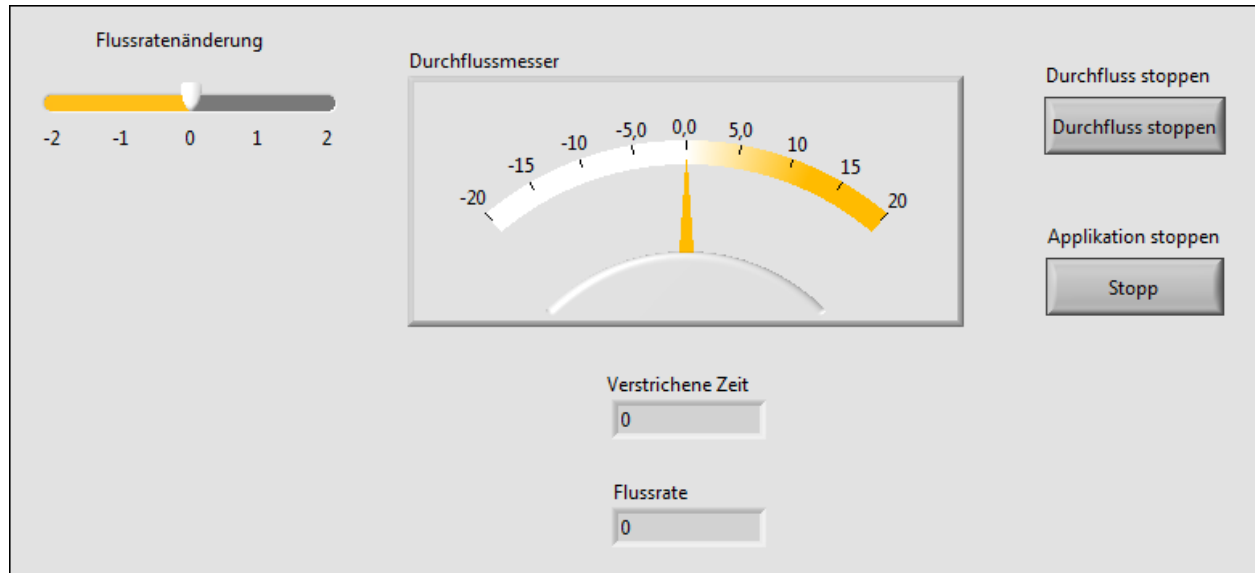 Flussratenänderung
-2 -1 0 1 2
Durchflussmesser
-20 -15 -10 -5,0 0,0 5,0 10 15 20
Durchfluss stoppen
Durchfluss stoppen
Applikation stoppen
Stopp
Verstrichene Zeit
0
Flussrate
0